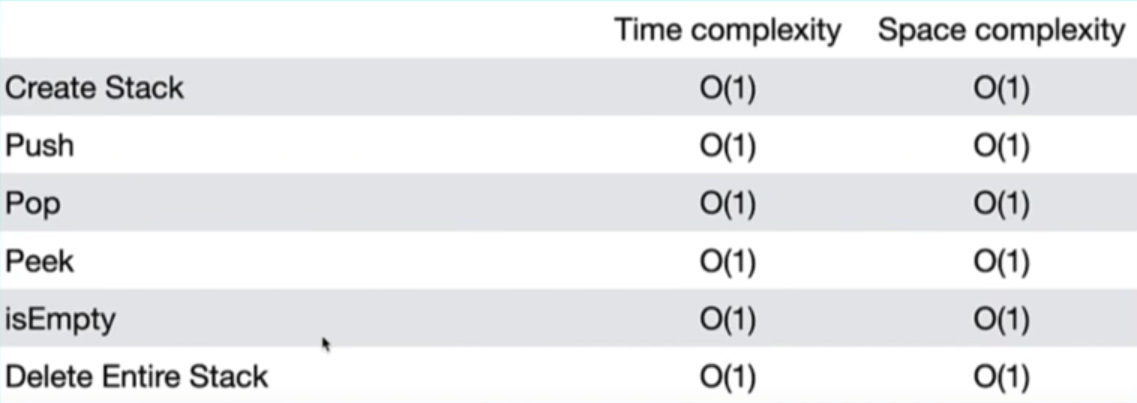 Time complexity Space complexity
Create Stack O(1) O(1)
Push O(1) O(1)
Pop O(1) O(1)
Peek O(1) O(1)
isEmpty O(1) O(1)
Delete Entire Stack O(1) O(1)